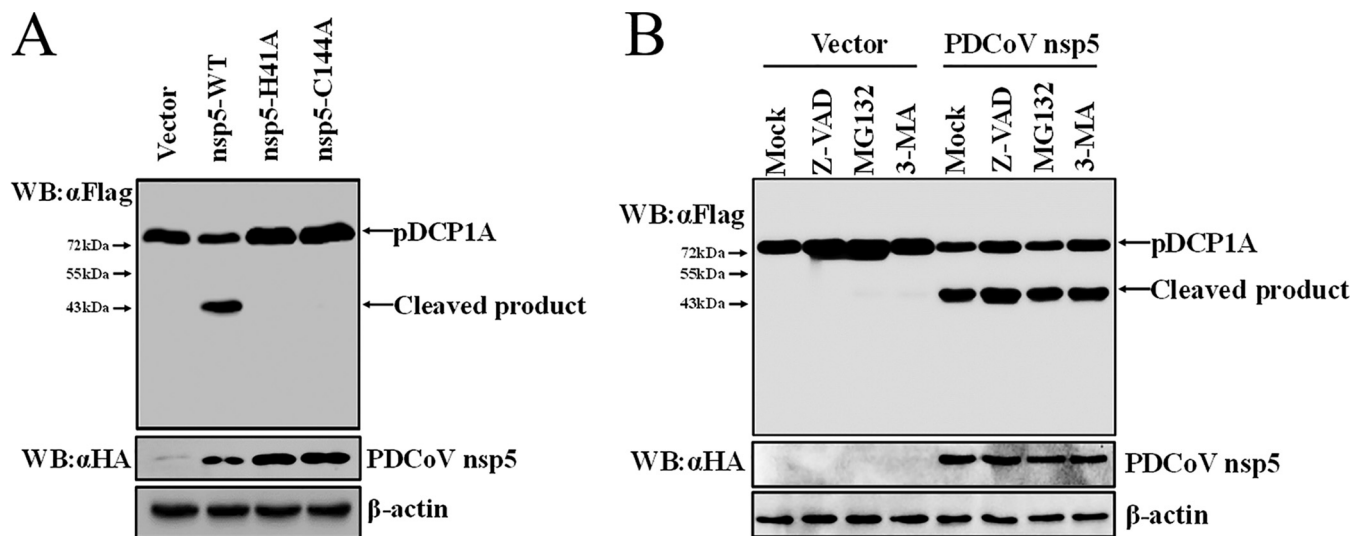 A
Vector
nsp5-WT
nsp5-H41A
nsp5-C144A
WB:αFlag
72kDa
55kDa
43kDa
pDCP1A
Cleaved product
WB:αHA
PDCoV nsp5
β-actin
B
Vector
PDCoV nsp5
Mock
Z-VAD
MG132
3-MA
Mock
Z-VAD
MG132
3-MA
WB:αFlag
72kDa
55kDa
43kDa
pDCP1A
Cleaved product
WB:αHA
PDCoV nsp5
β-actin